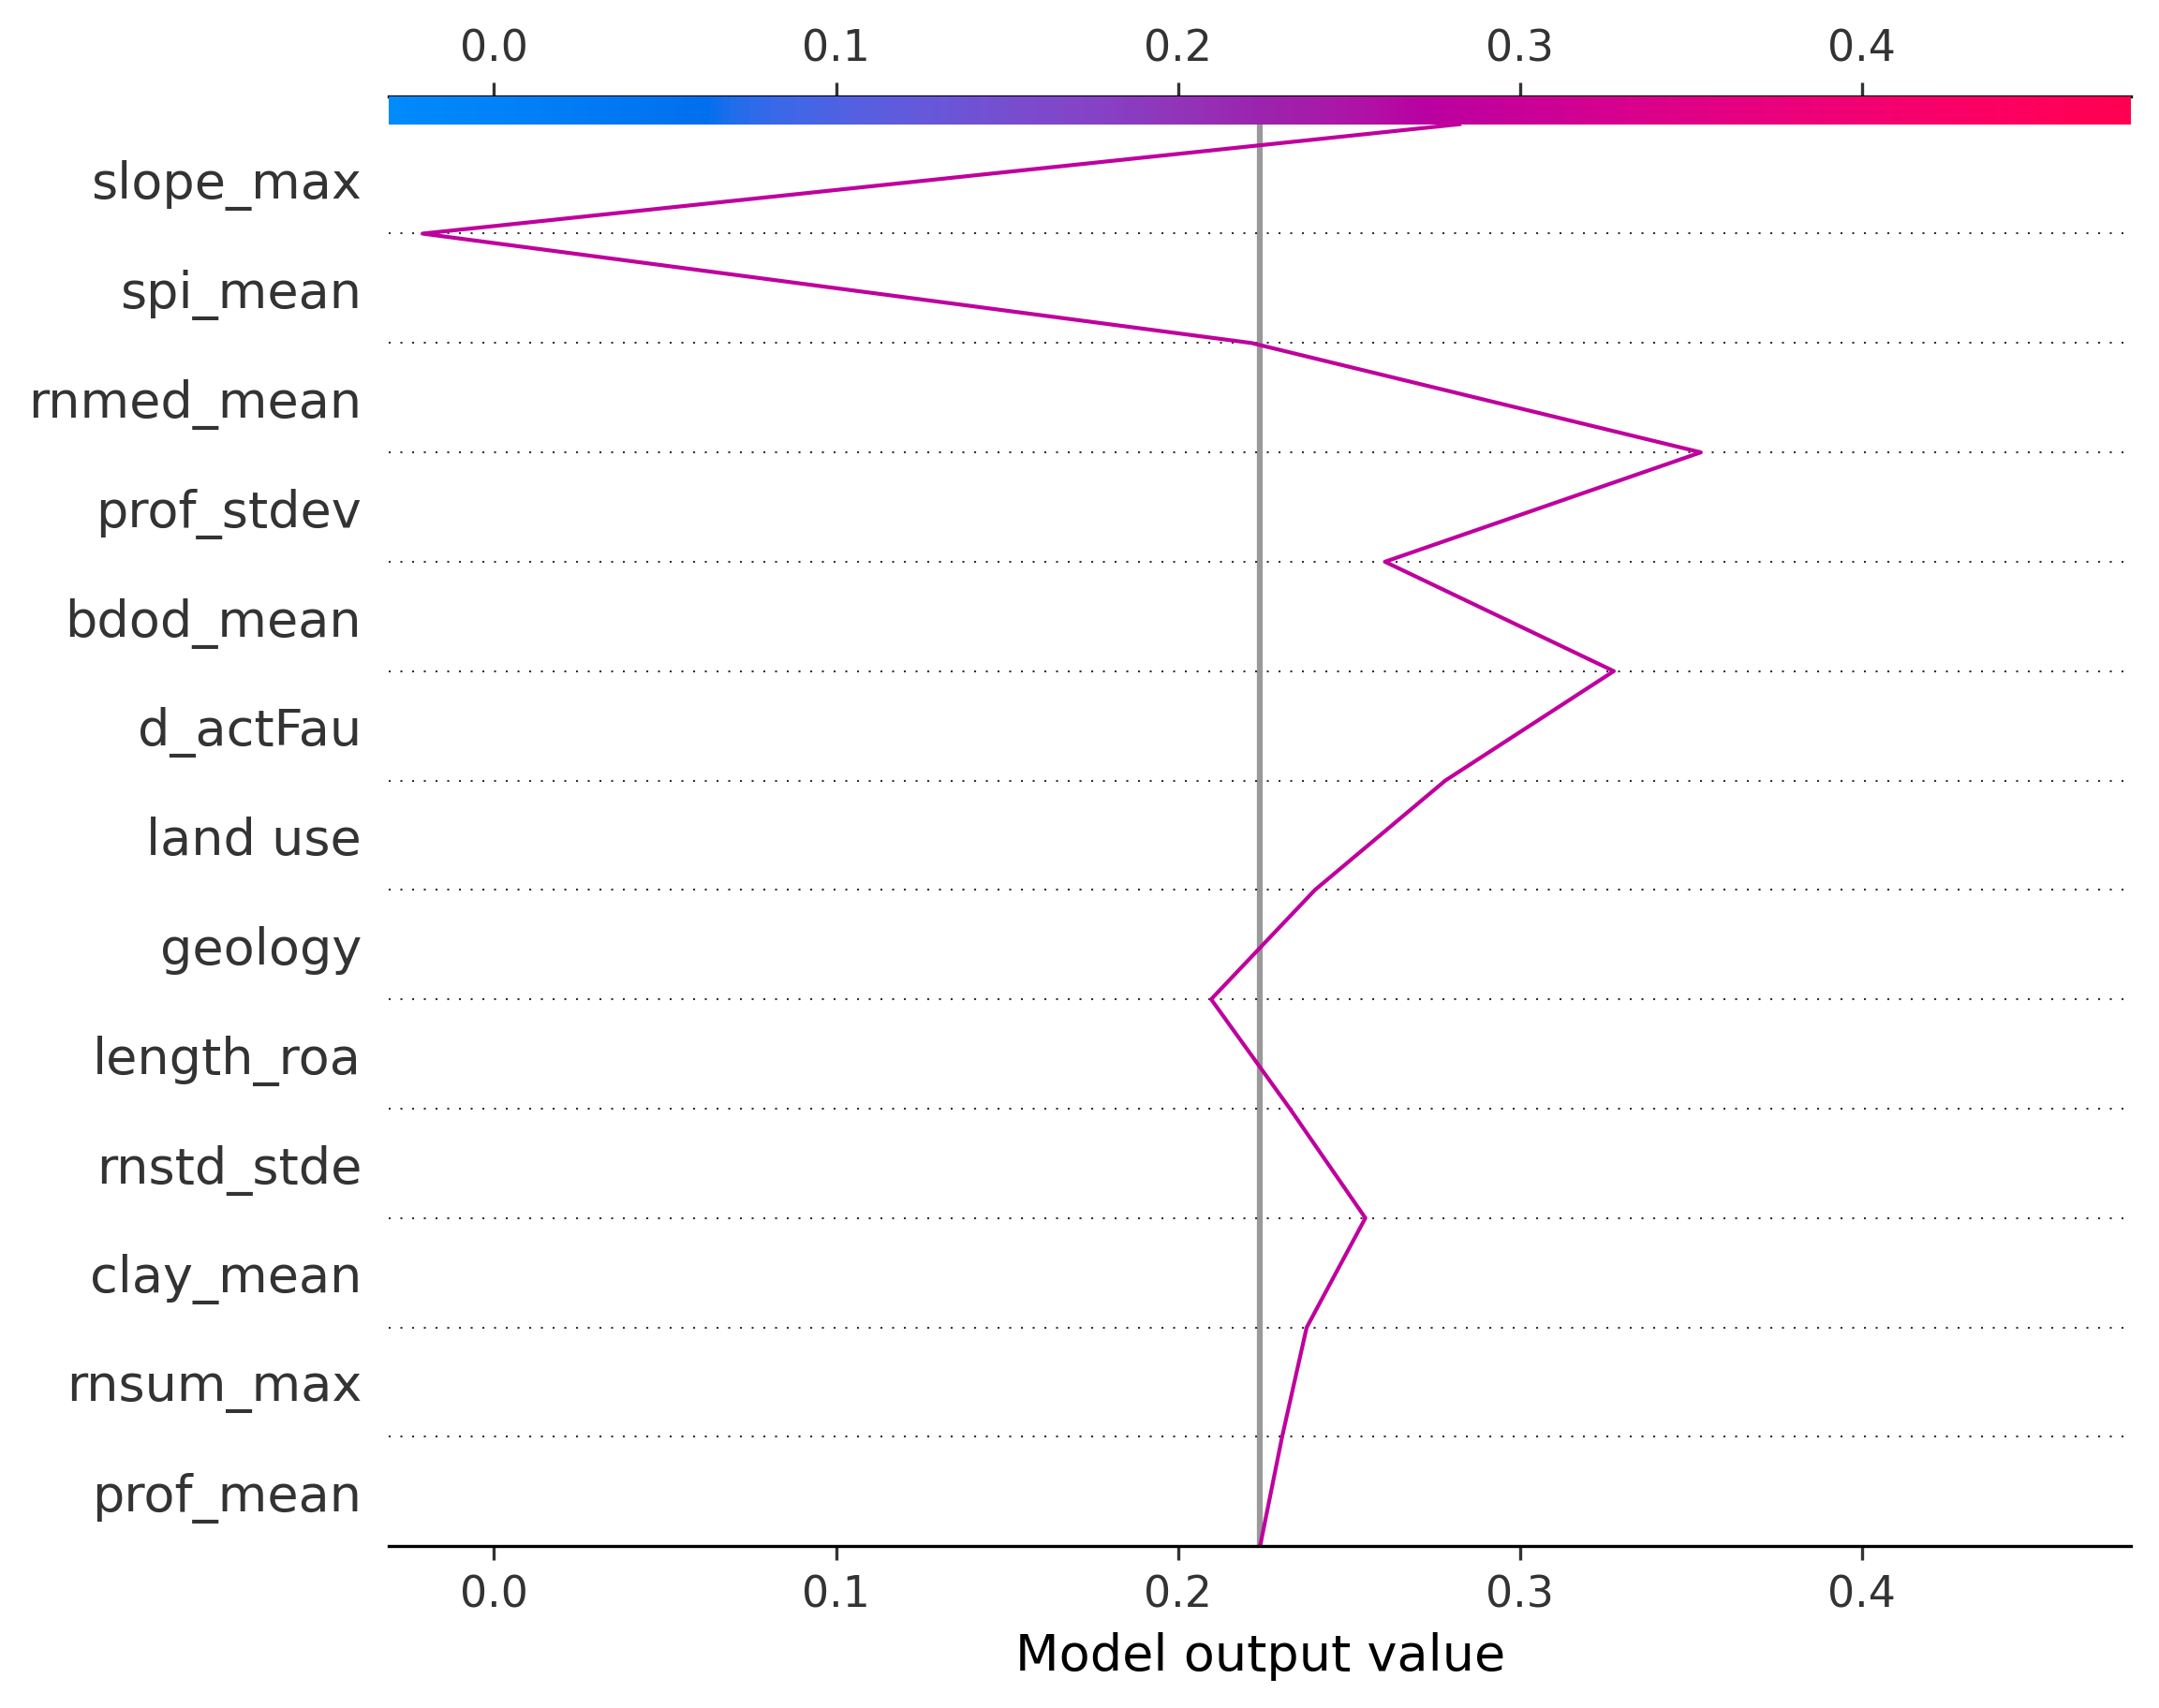 0.0 0.1 0.2 0.3 0.4
slope_max
spi_mean
rnmed_mean
prof_stdev
bdod_mean
d_actFau
land use
geology
length_roa
rnstd_stde
clay_mean
rnsum_max
prof_mean
0.0 0.1 0.2 0.3 0.4
Model output value